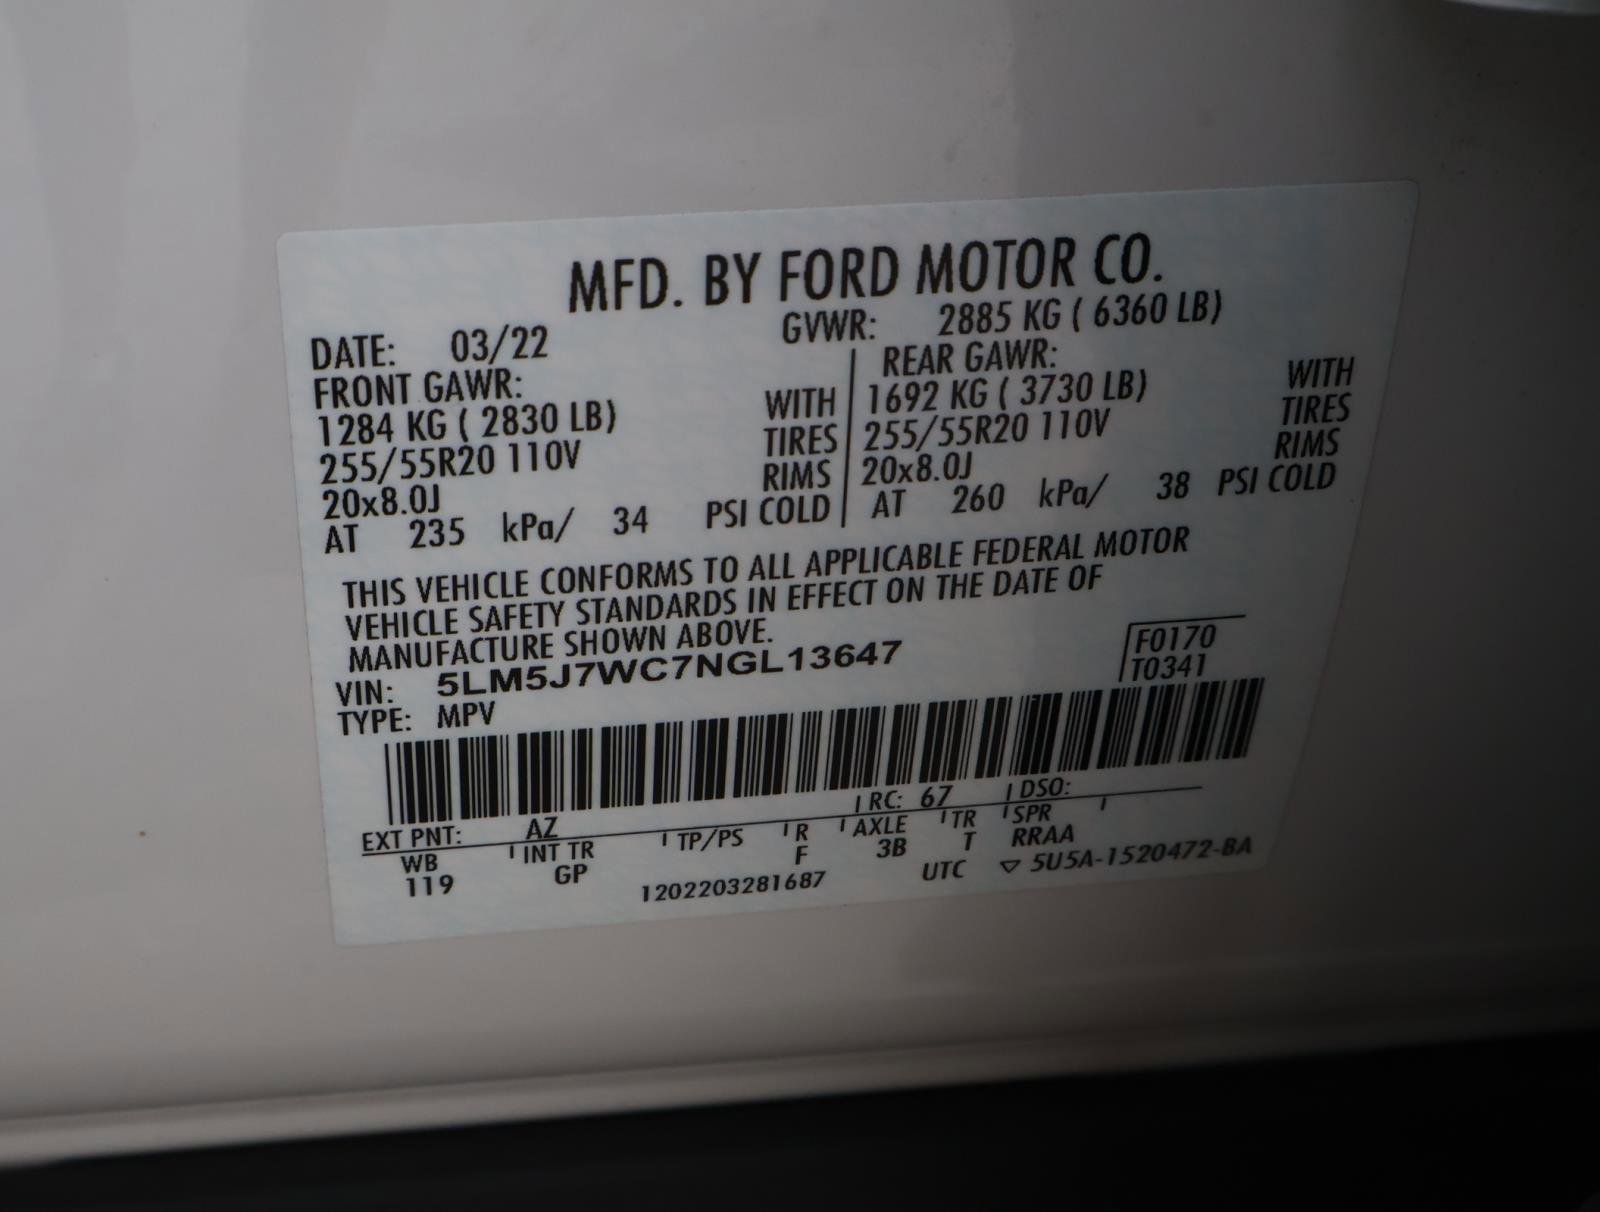 MFD. BY FORD MOTOR CO.
DATE: 03/22 GVWR: 2885 KG ( 6360 LB)
FRONT GAWR: REAR GAWR:
1284 KG ( 2830 LB) WITH 1692 KG ( 3730 LB) WITH
255/55R20 110V TIRES 255/55R20 110V TIRES
20x8.0J RIMS 20x8.0J RIMS
AT 235 kPa/ 34 PSI COLD AT 260 kPa/ 38 PSI COLD
THIS VEHICLE CONFORMS TO ALL APPLICABLE FEDERAL MOTOR
VEHICLE SAFETY STANDARDS IN EFFECT ON THE DATE OF
MANUFACTURE SHOWN ABOVE.
VIN: 5LM5J7WC7NGL13647 F0170
TYPE: MPV T0341
EXT PNT: AZ RC: 67 DSO:
WB INT TR TP/PS R AXLE TR SPR
119 GP F 3B T RRAA
1202203281687 UTC ▽ 5U5A-1520472-BA